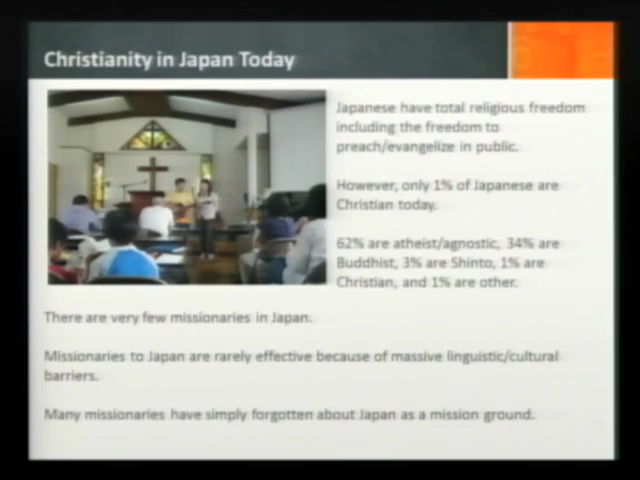 Christianity in Japan Today
Japanese have total religious freedom
including the freedom to
preach/evangelize in public.
However, only 1% of Japanese are
Christian today.
62% are atheist/agnostic, 34% are
Buddhist, 3% are Shinto, 1% are
Christian, and 1% are other.
There are very few missionaries in Japan.
Missionaries to Japan are rarely effective because of massive linguistic/cultural
barriers.
Many missionaries have simply forgotten about Japan as a mission ground.